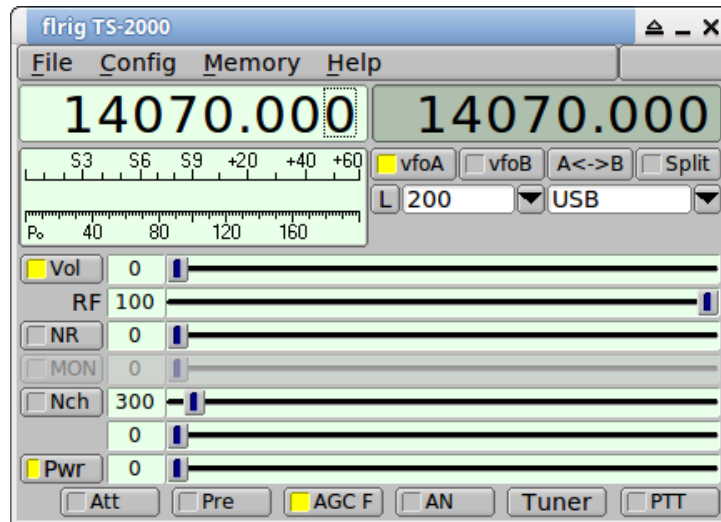 flrig TS-2000
File Config Memory Help
14070.000 14070.000
S3 S6 S9 +20 +40 +60
vfoA vfoB A<->B Split
L 200 USB
Po 40 80 120 160
Vol 0
RF 100
NR 0
MON 0
Nch 300
0
Pwr 0
Att Pre AGC F AN Tuner PTT